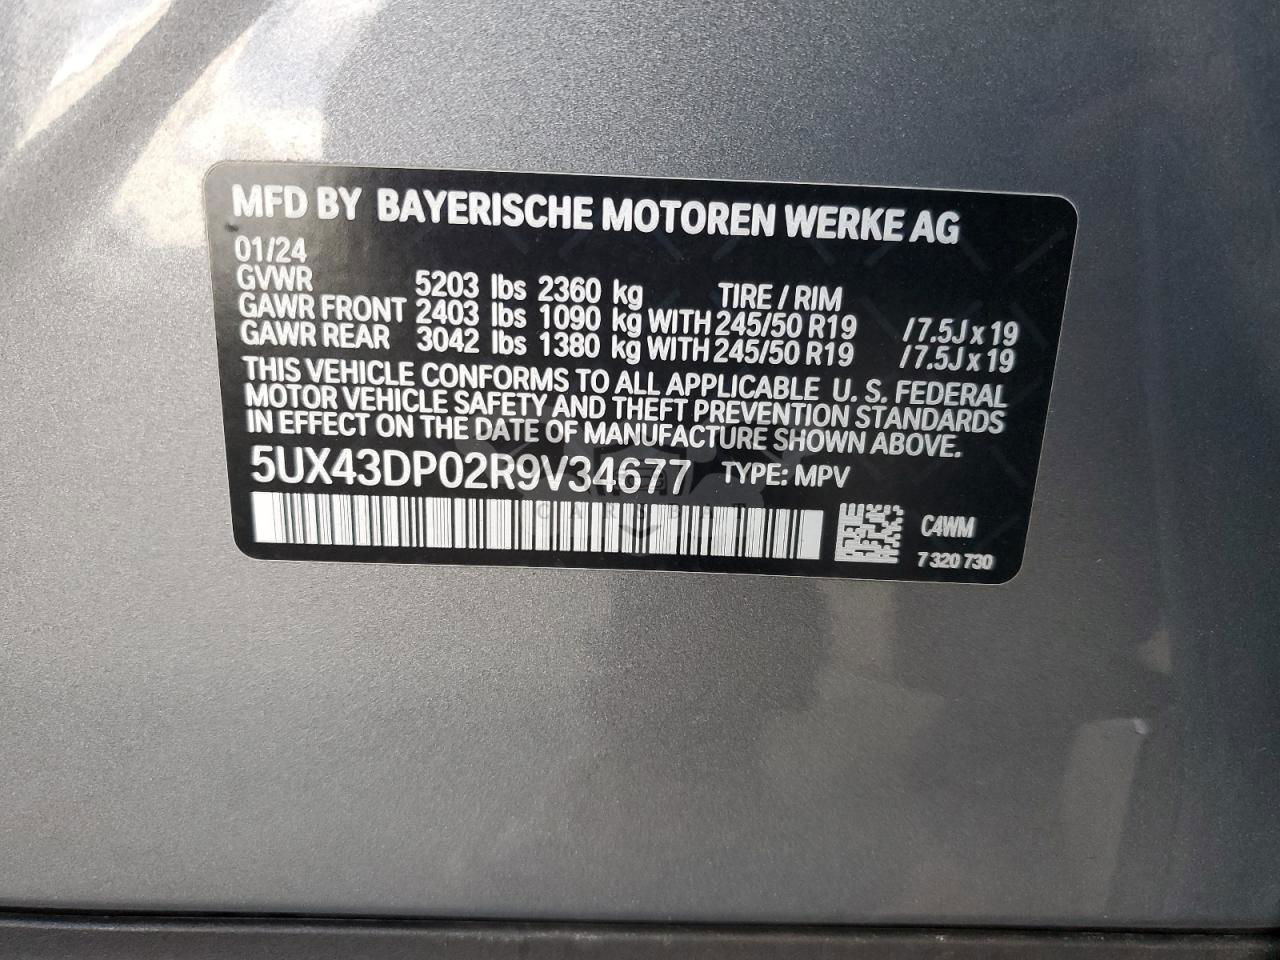 MFD BY BAYERISCHE MOTOREN WERKE AG
01/24
GVWR 5203 lbs 2360 kg TIRE / RIM
GAWR FRONT 2403 lbs 1090 kg WITH 245/50 R19 /7.5J x 19
GAWR REAR 3042 lbs 1380 kg WITH 245/50 R19 /7.5J x 19
THIS VEHICLE CONFORMS TO ALL APPLICABLE U. S. FEDERAL
MOTOR VEHICLE SAFETY AND THEFT PREVENTION STANDARDS
IN EFFECT ON THE DATE OF MANUFACTURE SHOWN ABOVE.
5UX43DP02R9V34677 TYPE: MPV
C4WM
7 320 730